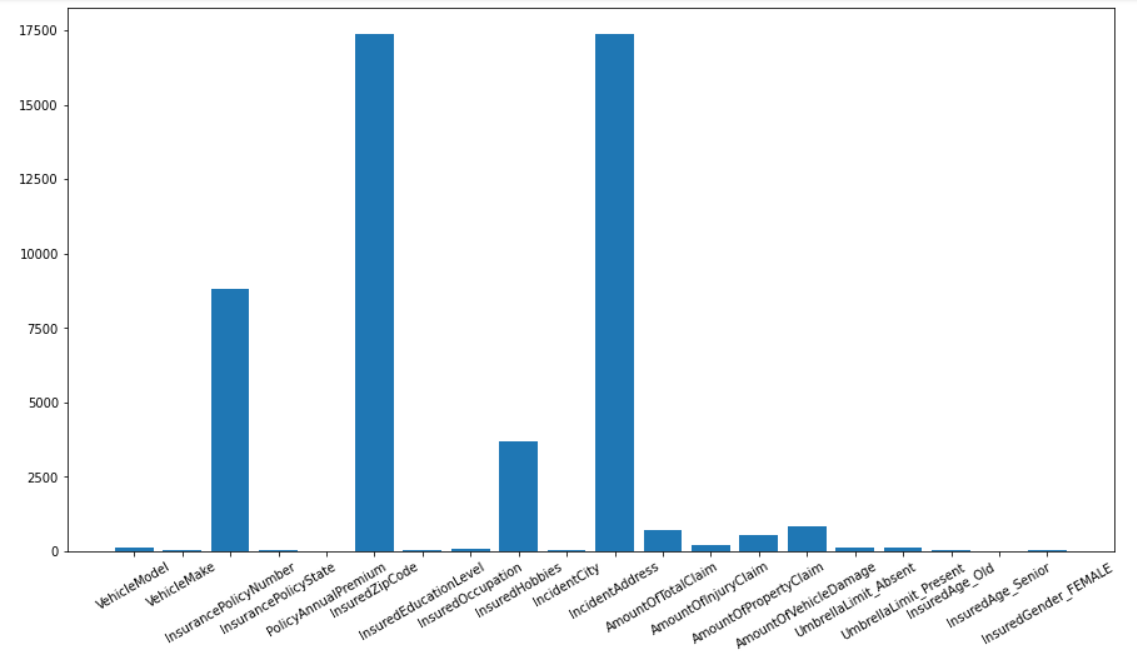 17500
15000
12500
10000
7500
5000
2500
0
VehicleModel
VehicleMake
InsurancePolicyNumber
InsurancePolicyState
PolicyAnnualPremium
InsuredZipCode
InsuredEducationLevel
InsuredOccupation
InsuredHobbies
IncidentCity
IncidentAddress
AmountOfTotalClaim
AmountOfInjuryClaim
AmountOfPropertyClaim
AmountOfVehicleDamage
UmbrellaLimit_Absent
UmbrellaLimit_Present
InsuredAge_Old
InsuredAge_Senior
InsuredGender_FEMALE